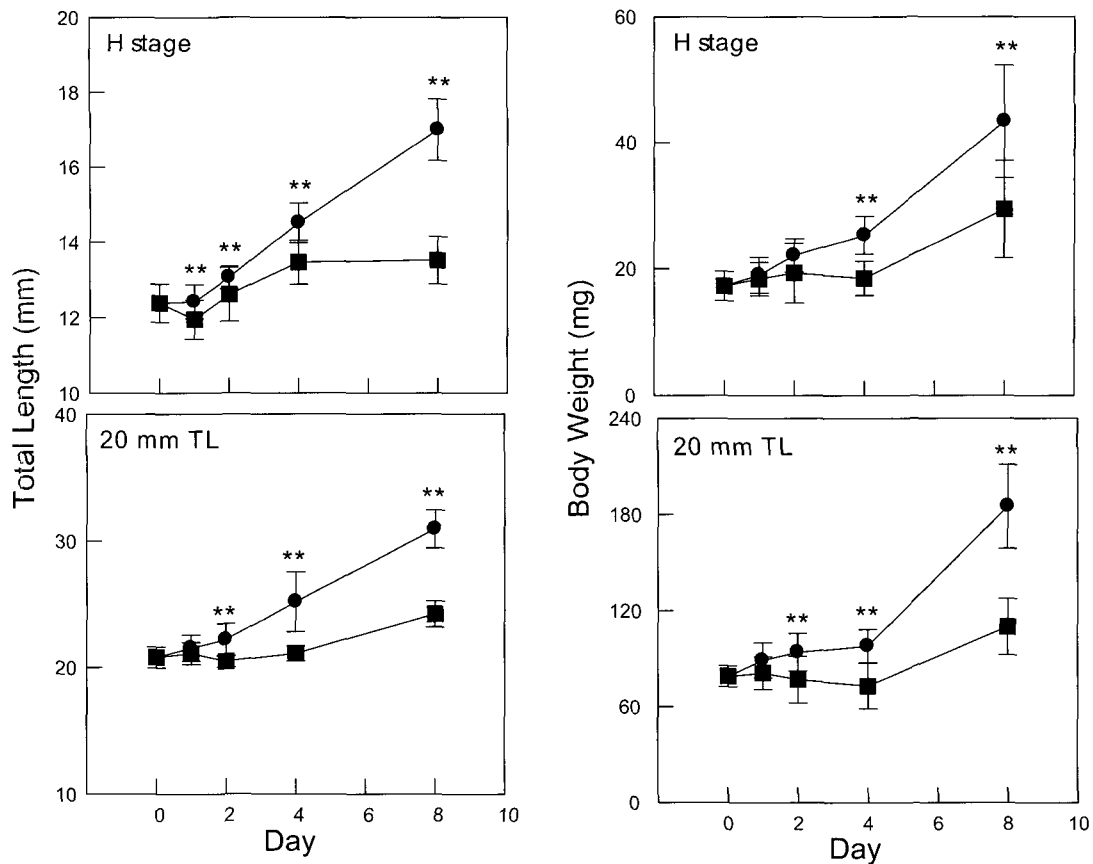 H stage
20
18
16
14
12
10
** ** ** **
Total Length (mm)
20 mm TL
40
30
20
10
** ** **
0 2 4 6 8 10
Day
H stage
60
40
20
0
** **
Body Weight (mg)
20 mm TL
240
180
120
60
0
** ** **
0 2 4 6 8 10
Day